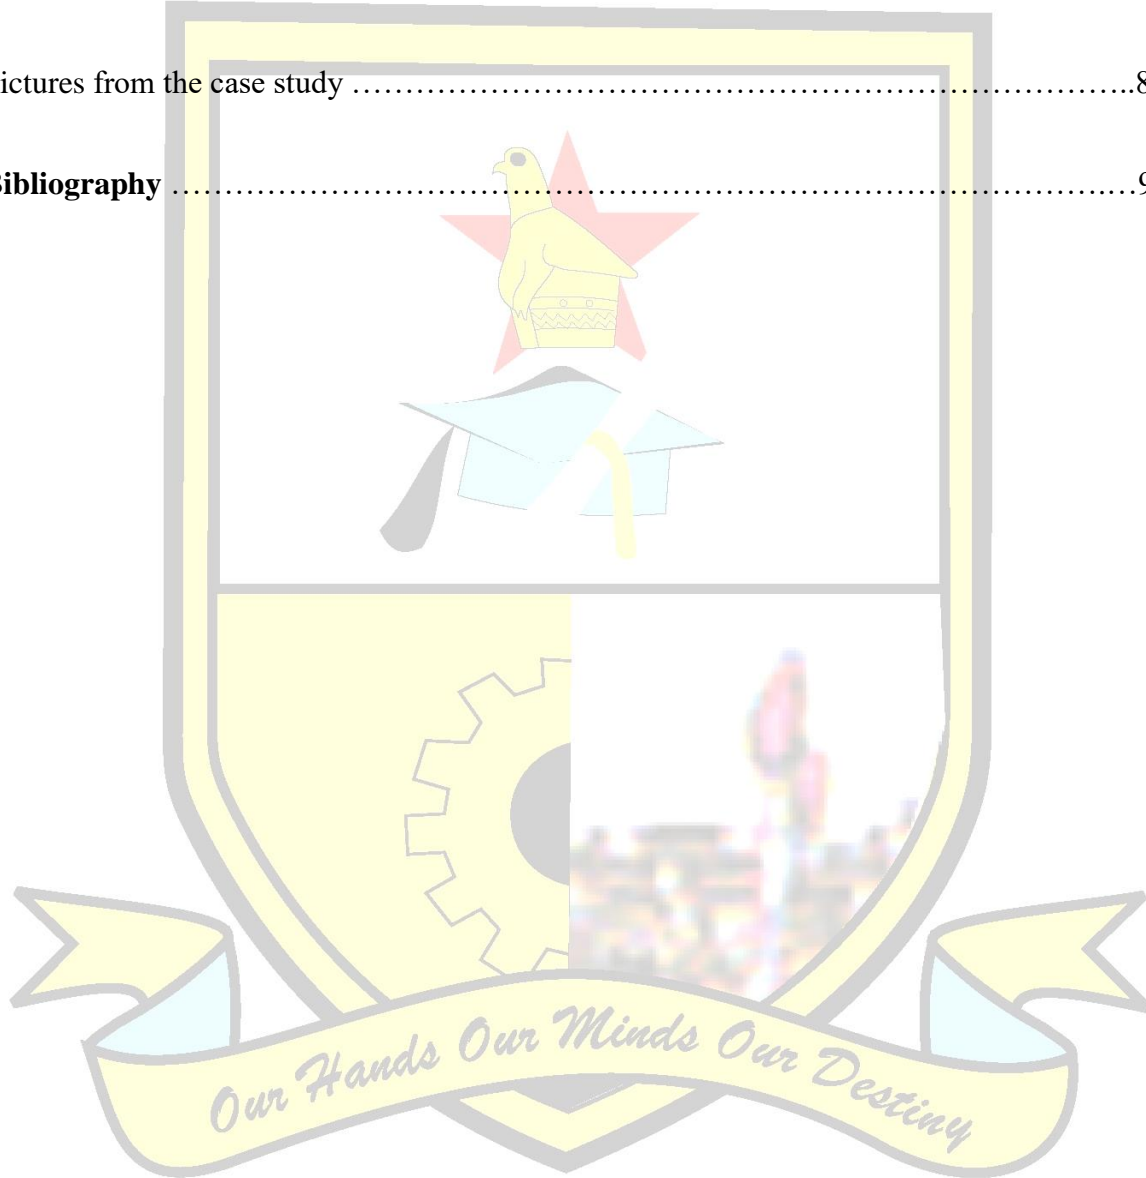 ictures from the case study ………………………………………………………………..8
Bibliography …………………………………………………………………………….…9
Our Hands Our Minds Our Destiny